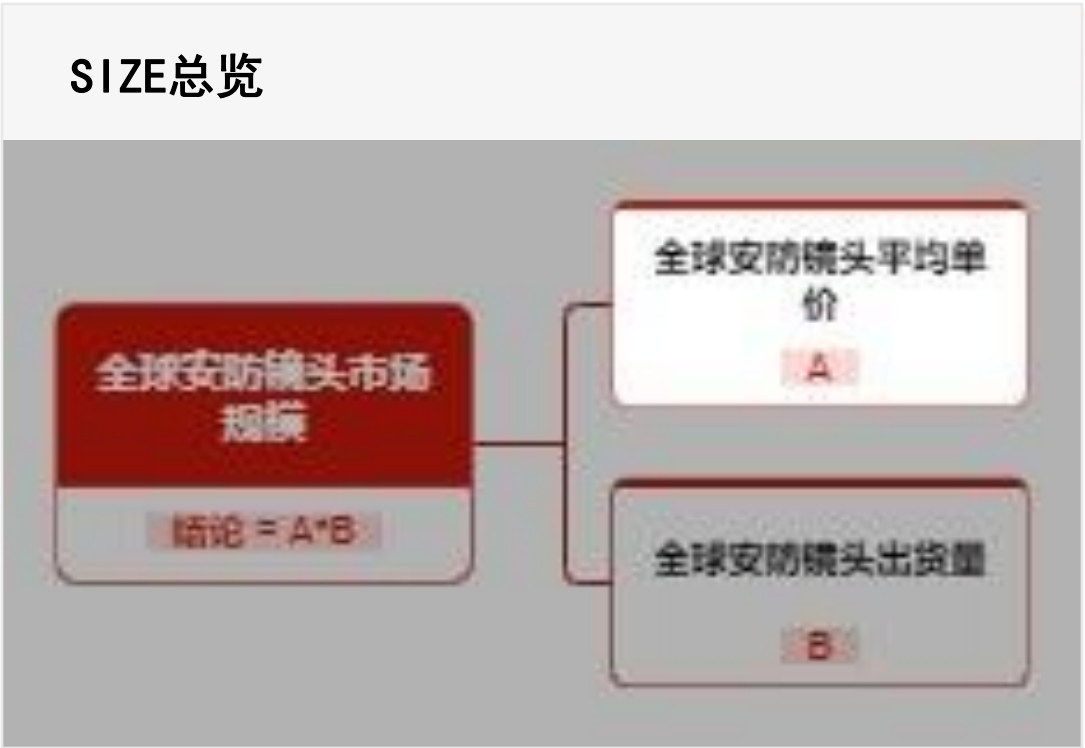 SIZE总览
全球安防镜头平均单
价
A
全球安防镜头市场
规模
结论 = A*B
全球安防镜头出货量
B